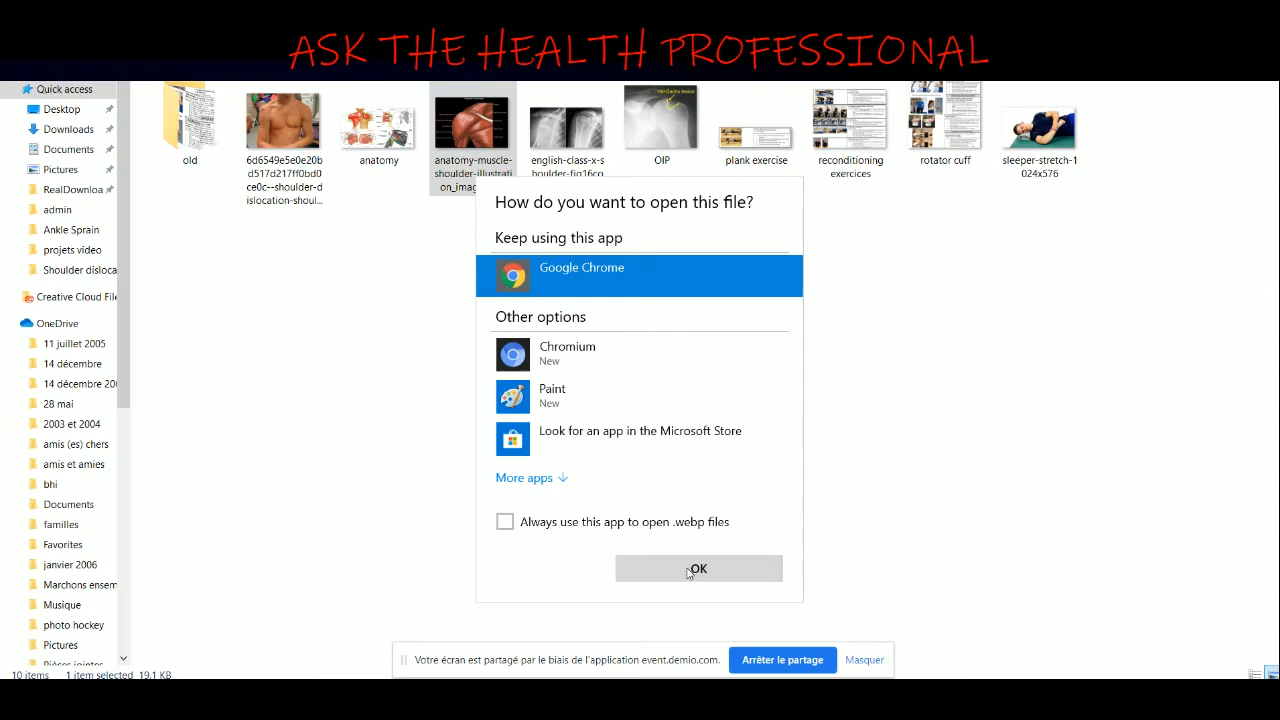 ASK THE HEALTH PROFESSIONAL
Quick access
Desktop
Downloads
Documents
Pictures
RealDownloa
admin
Ankle Sprain
projets video
Shoulder disloca
Creative Cloud File
OneDrive
11 juillet 2005
14 décembre
14 décembre 20
28 mai
2003 et 2004
amis (es) chers
amis et amies
bhi
Documents
familles
Favorites
janvier 2006
Marchons ensem
Musique
photo hockey
Pictures
Pièces jointes
10 items 1 item selected 19.1 KB
old
6d6549e5e0e20b
d517d217ff0bd0
ce0c--shoulder-d
islocation-shoul...
anatomy
anatomy-muscle-
shoulder-illustrati
on_imag
english-class-x-s
houlder-fig16co
Hill-Sachs lesion
OIP
plank exercise
reconditioning
exercices
rotator cuff
sleeper-stretch-1
024x576
How do you want to open this file?
Keep using this app
Google Chrome
Other options
Chromium
New
Paint
New
Look for an app in the Microsoft Store
More apps
Always use this app to open .webp files
OK
Votre écran est partagé par le biais de l'application event.demio.com.
Arrêter le partage
Masquer